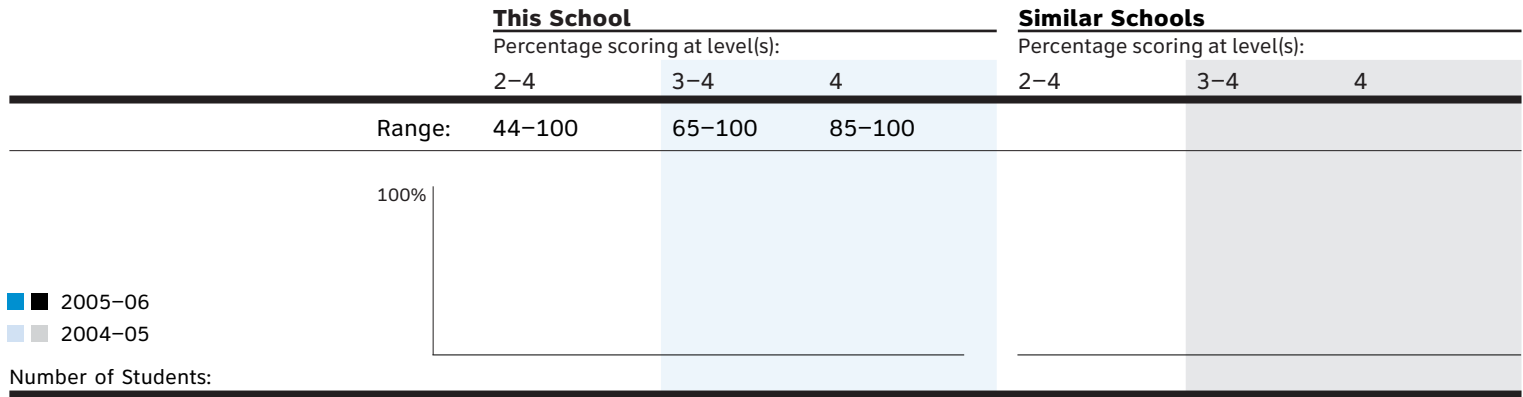 This School Similar Schools
Percentage scoring at level(s): Percentage scoring at level(s):
2–4 3–4 4 2–4 3–4 4
Range: 44–100 65–100 85–100
100%
2005–06
2004–05
Number of Students: